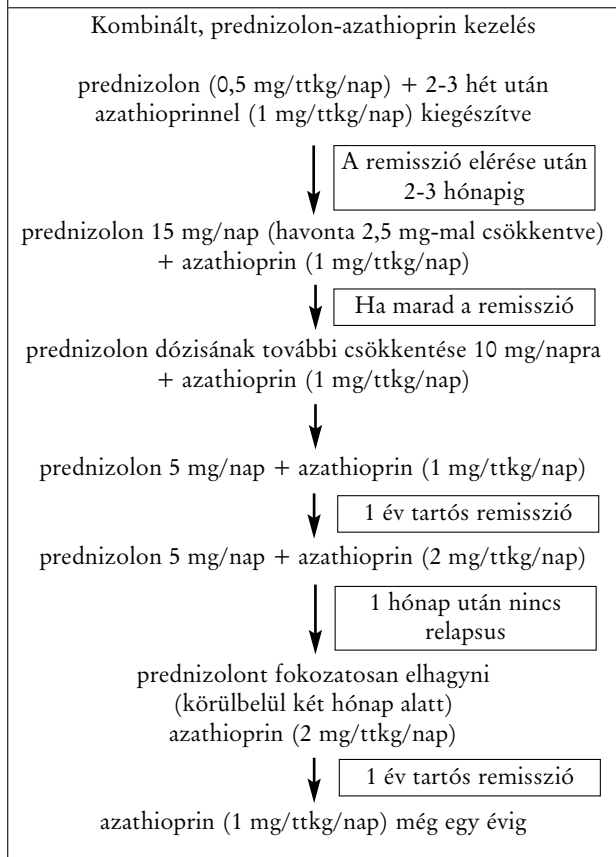 Kombinált, prednizolon-azathioprin kezelés
prednizolon (0,5 mg/ttkg/nap) + 2-3 hét után
azathioprinnel (1 mg/ttkg/nap) kiegészítve
A remisszió elérése után
2-3 hónapig
prednizolon 15 mg/nap (havonta 2,5 mg-mal csökkentve)
+ azathioprin (1 mg/ttkg/nap)
Ha marad a remisszió
prednizolon dózisának további csökkentése 10 mg/napra
+ azathioprin (1 mg/ttkg/nap)
prednizolon 5 mg/nap + azathioprin (1 mg/ttkg/nap)
1 év tartós remisszió
prednizolon 5 mg/nap + azathioprin (2 mg/ttkg/nap)
1 hónap után nincs
relapsus
prednizolont fokozatosan elhagyni
(körülbelül két hónap alatt)
azathioprin (2 mg/ttkg/nap)
1 év tartós remisszió
azathioprin (1 mg/ttkg/nap) még egy évig